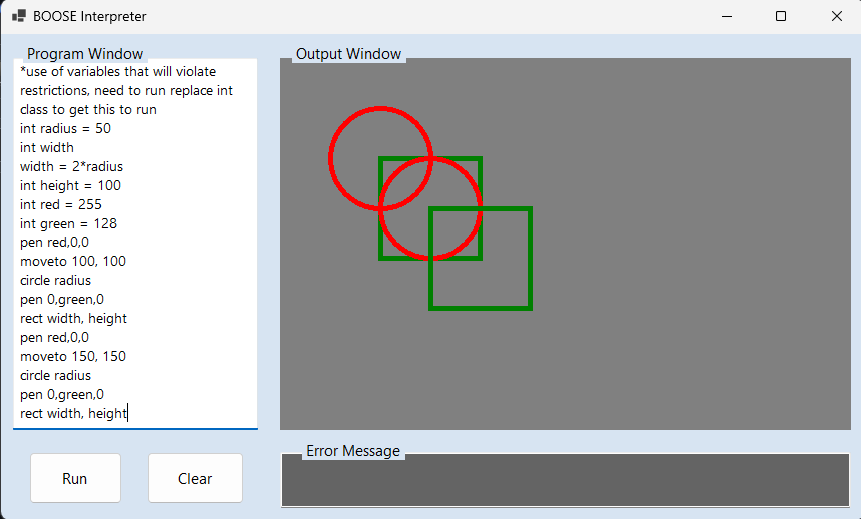 BOOSE Interpreter
Program Window
*use of variables that will violate
restrictions, need to run replace int
class to get this to run
int radius = 50
int width
width = 2*radius
int height = 100
int red = 255
int green = 128
pen red,0,0
moveto 100, 100
circle radius
pen 0,green,0
rect width, height
pen red,0,0
moveto 150, 150
circle radius
pen 0,green,0
rect width, height
Run
Clear
Output Window
Error Message